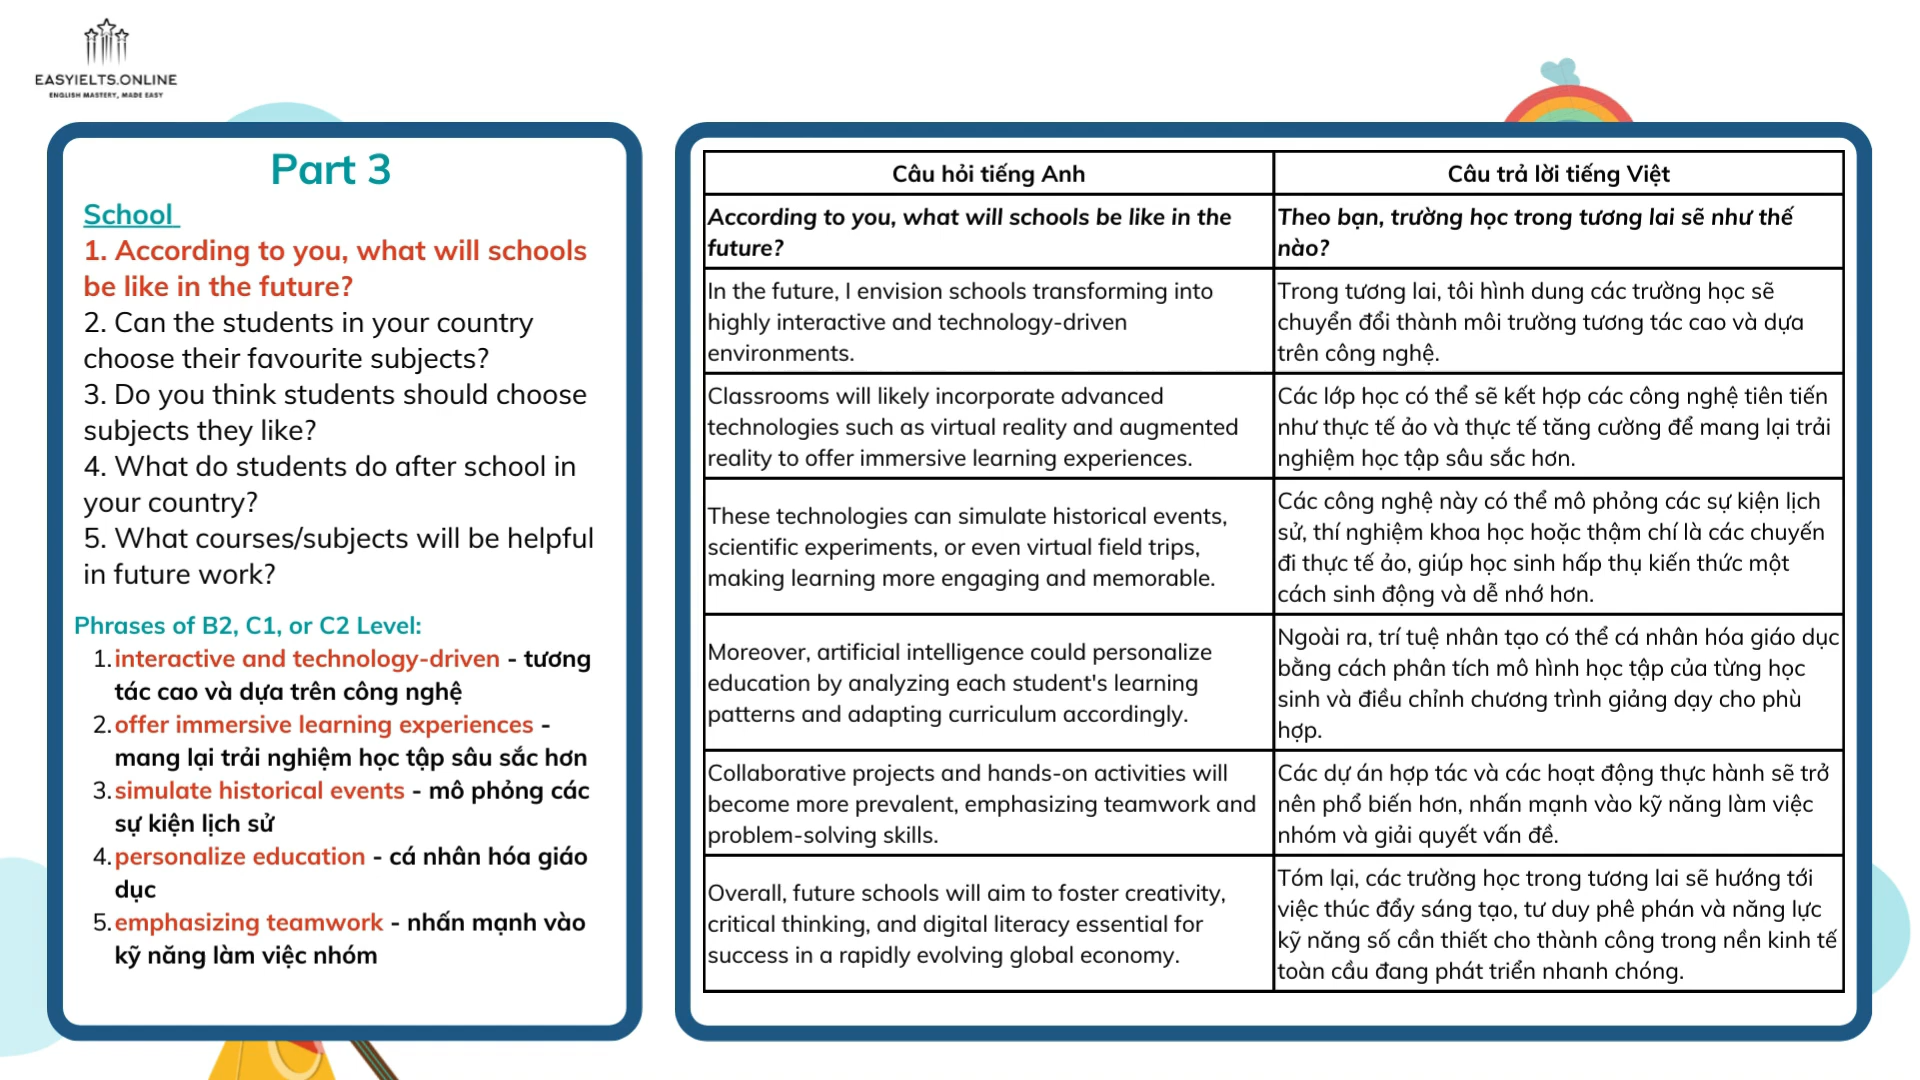 EASYIELTS.ONLINE
ENGLISH MASTERY, MADE EASY
Part 3
School
1. According to you, what will schools
be like in the future?
2. Can the students in your country
choose their favourite subjects?
3. Do you think students should choose
subjects they like?
4. What do students do after school in
your country?
5. What courses/subjects will be helpful
in future work?
Phrases of B2, C1, or C2 Level:
1. interactive and technology-driven - tương
tác cao và dựa trên công nghệ
2. offer immersive learning experiences -
mang lại trải nghiệm học tập sâu sắc hơn
3. simulate historical events - mô phỏng các
sự kiện lịch sử
4. personalize education - cá nhân hóa giáo
dục
5. emphasizing teamwork - nhấn mạnh vào
kỹ năng làm việc nhóm
Câu hỏi tiếng Anh
Câu trả lời tiếng Việt
According to you, what will schools be like in the
future?
Theo bạn, trường học trong tương lai sẽ như thế
nào?
In the future, I envision schools transforming into
highly interactive and technology-driven
environments.
Trong tương lai, tôi hình dung các trường học sẽ
chuyển đổi thành môi trường tương tác cao và dựa
trên công nghệ.
Classrooms will likely incorporate advanced
technologies such as virtual reality and augmented
reality to offer immersive learning experiences.
Các lớp học có thể sẽ kết hợp các công nghệ tiên tiến
như thực tế ảo và thực tế tăng cường để mang lại trải
nghiệm học tập sâu sắc hơn.
These technologies can simulate historical events,
scientific experiments, or even virtual field trips,
making learning more engaging and memorable.
Các công nghệ này có thể mô phỏng các sự kiện lịch
sử, thí nghiệm khoa học hoặc thậm chí là các chuyến
đi thực tế ảo, giúp học sinh hấp thụ kiến thức một
cách sinh động và dễ nhớ hơn.
Moreover, artificial intelligence could personalize
education by analyzing each student's learning
patterns and adapting curriculum accordingly.
Ngoài ra, trí tuệ nhân tạo có thể cá nhân hóa giáo dục
bằng cách phân tích mô hình học tập của từng học
sinh và điều chỉnh chương trình giảng dạy cho phù
hợp.
Collaborative projects and hands-on activities will
become more prevalent, emphasizing teamwork and
problem-solving skills.
Các dự án hợp tác và các hoạt động thực hành sẽ trở
nên phổ biến hơn, nhấn mạnh vào kỹ năng làm việc
nhóm và giải quyết vấn đề.
Overall, future schools will aim to foster creativity,
critical thinking, and digital literacy essential for
success in a rapidly evolving global economy.
Tóm lại, các trường học trong tương lai sẽ hướng tới
việc thúc đẩy sáng tạo, tư duy phê phán và năng lực
kỹ năng số cần thiết cho thành công trong nền kinh tế
toàn cầu đang phát triển nhanh chóng.